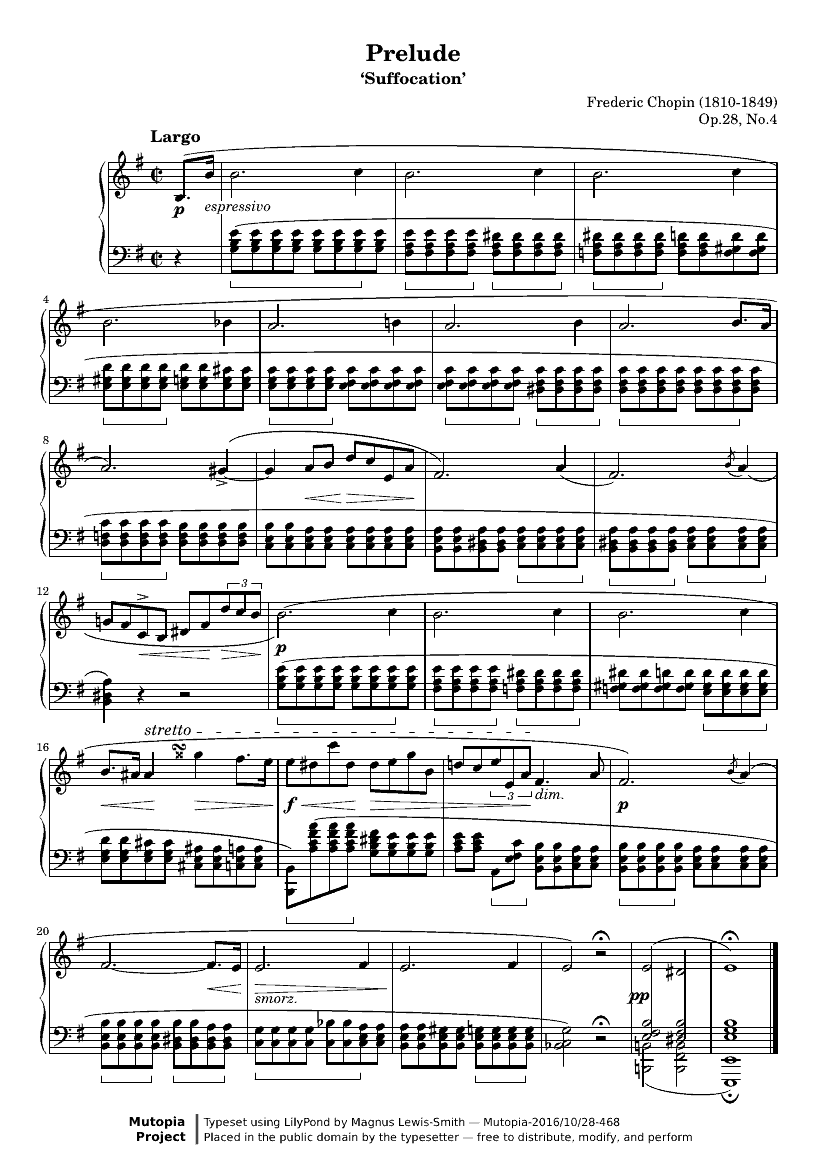 Prelude
‘Suffocation’
Frederic Chopin (1810-1849)
Op.28, No.4
Largo
p espressivo
4
8
3
12
p
stretto
16
f 3 dim. p
20
smorz. pp
Mutopia Project
Typeset using LilyPond by Magnus Lewis-Smith — Mutopia-2016/10/28-468
Placed in the public domain by the typesetter — free to distribute, modify, and perform